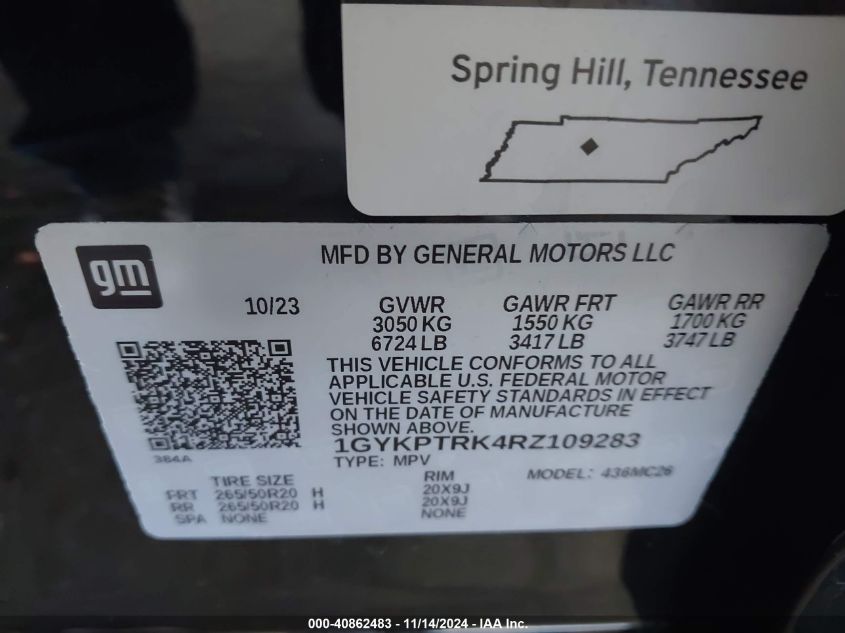 Spring Hill, Tennessee
gm
MFD BY GENERAL MOTORS LLC
10/23 GVWR GAWR FRT GAWR RR
3050 KG 1550 KG 1700 KG
6724 LB 3417 LB 3747 LB
THIS VEHICLE CONFORMS TO ALL
APPLICABLE U.S. FEDERAL MOTOR
VEHICLE SAFETY STANDARDS IN EFFECT
ON THE DATE OF MANUFACTURE
SHOWN ABOVE.
1GYKPTRK4RZ109283
384A
TYPE: MPV MODEL: 436MC26
TIRE SIZE RIM
FRT 265/50R20 H 20X9J
RR 265/50R20 H 20X9J
SPA NONE NONE
000-40862483 - 11/14/2024 - IAA Inc.